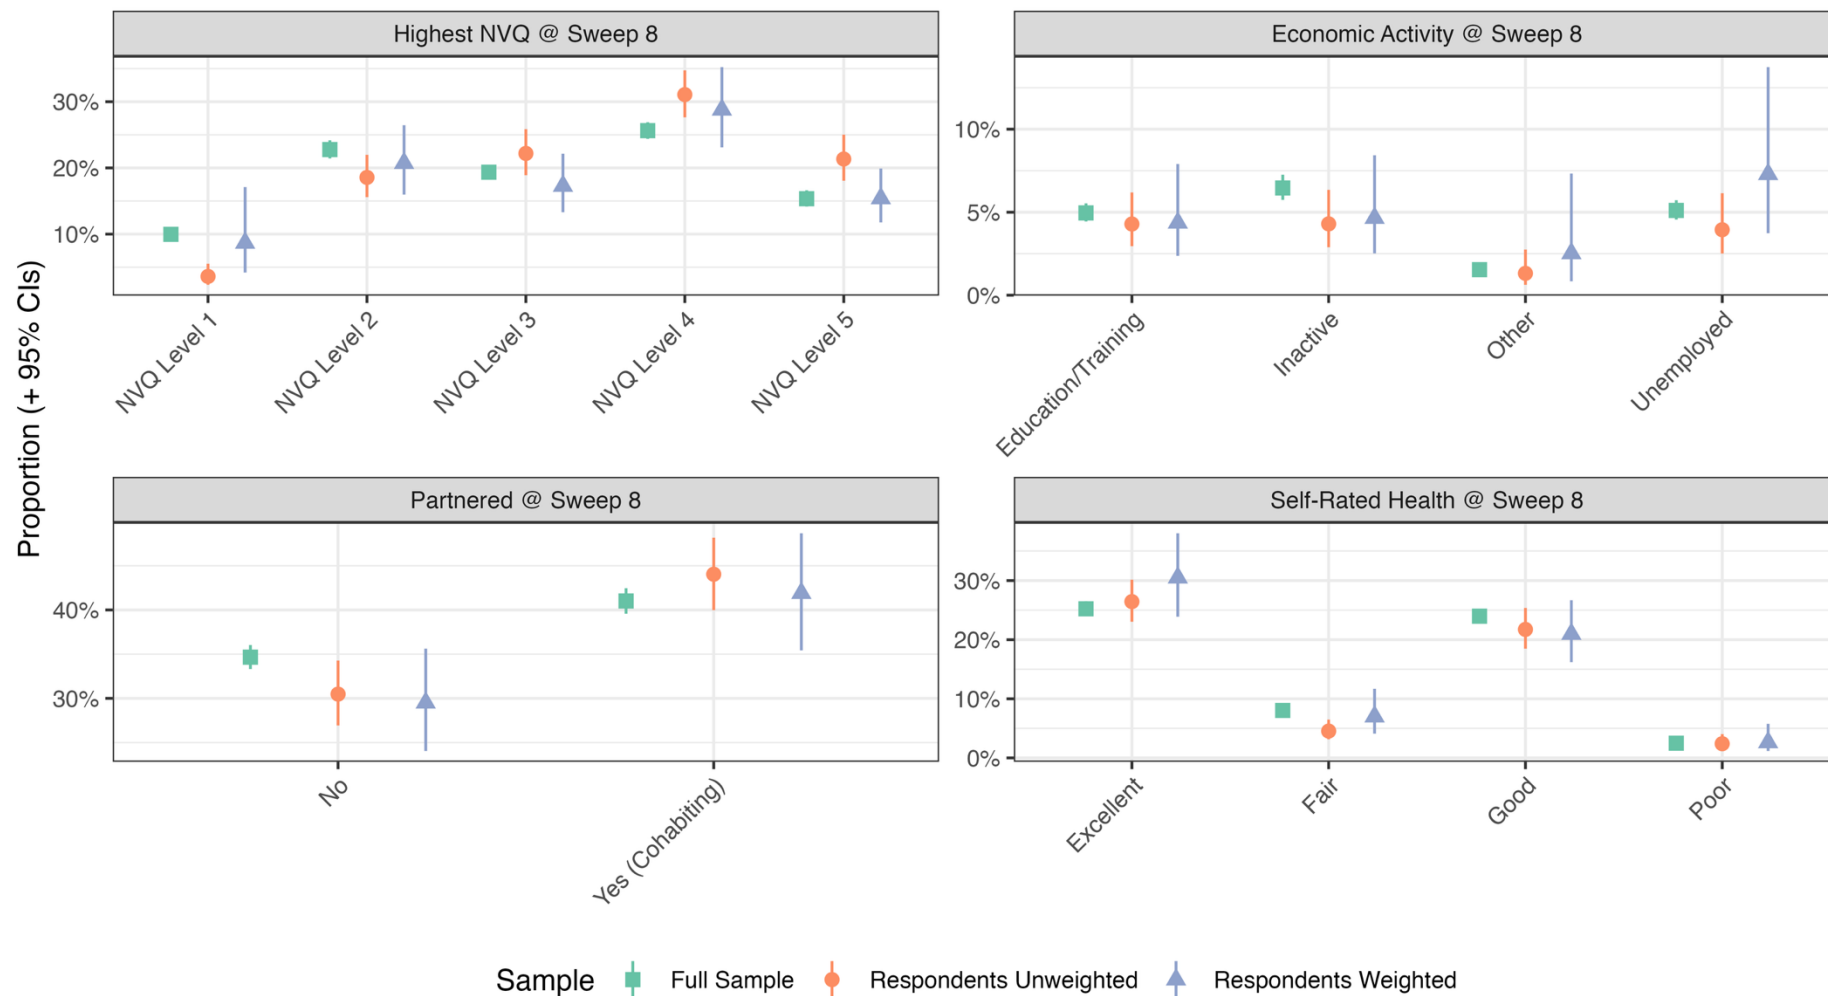 Highest NVQ @ Sweep 8
Economic Activity @ Sweep 8
30%
20%
10%
10%
5%
0%
NVQ Level 1
NVQ Level 2
NVQ Level 3
NVQ Level 4
NVQ Level 5
Education/Training
Inactive
Other
Unemployed
Proportion (+ 95% CIs)
Partnered @ Sweep 8
Self-Rated Health @ Sweep 8
40%
30%
30%
20%
10%
0%
No
Yes (Cohabiting)
Excellent
Fair
Good
Poor
Sample
Full Sample
Respondents Unweighted
Respondents Weighted